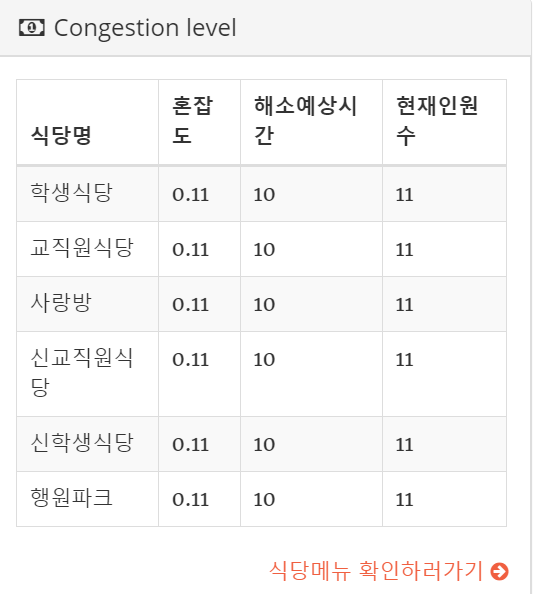 Congestion level
식당명 혼잡도 해소예상시간 현재인원수
학생식당 0.11 10 11
교직원식당 0.11 10 11
사랑방 0.11 10 11
신교직원식당 0.11 10 11
신학생식당 0.11 10 11
행원파크 0.11 10 11
식당메뉴 확인하러가기